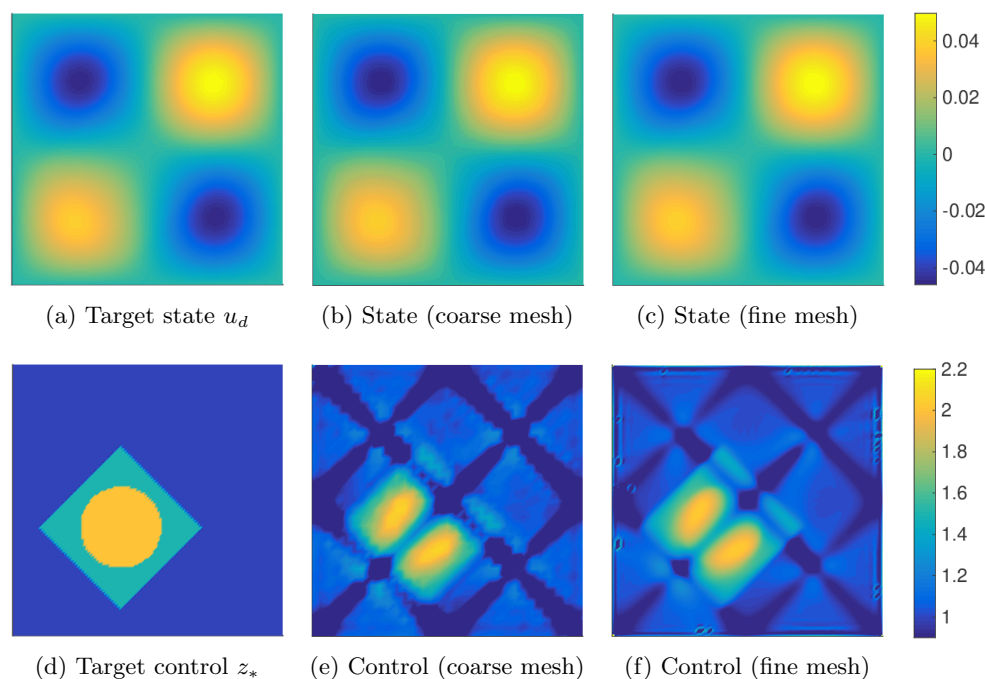 0.04
0.02
0
-0.02
-0.04
(a) Target state u_d
(b) State (coarse mesh)
(c) State (fine mesh)
2.2
2
1.8
1.6
1.4
1.2
1
(d) Target control z_*
(e) Control (coarse mesh)
(f) Control (fine mesh)